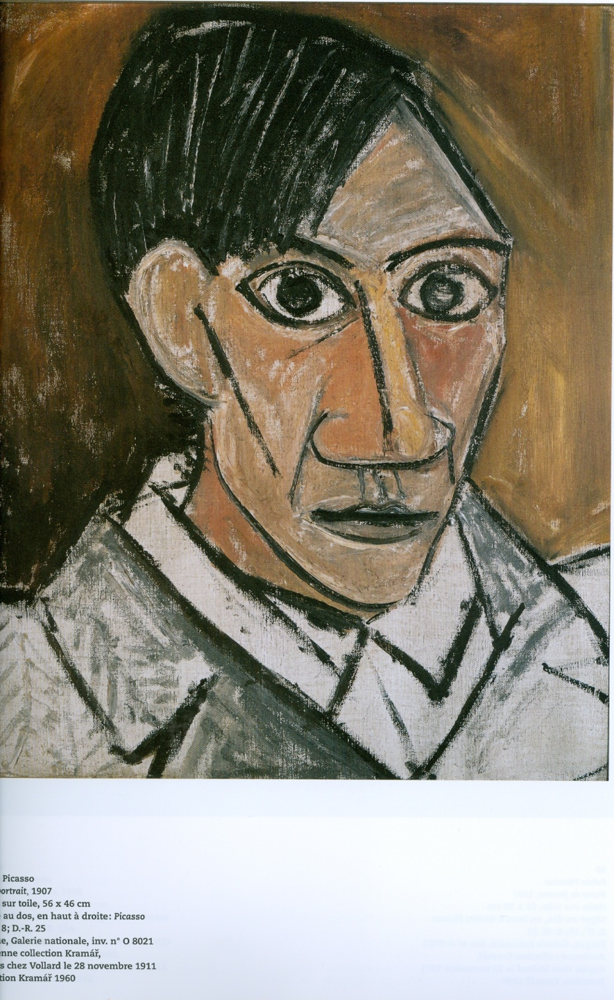 Picasso
ortrait, 1907
sur toile, 56 x 46 cm
au dos, en haut à droite: Picasso
8; D.-R. 25
e, Galerie nationale, inv. n° O 8021
enne collection Kramář,
s chez Vollard le 28 novembre 1911
tion Kramář 1960